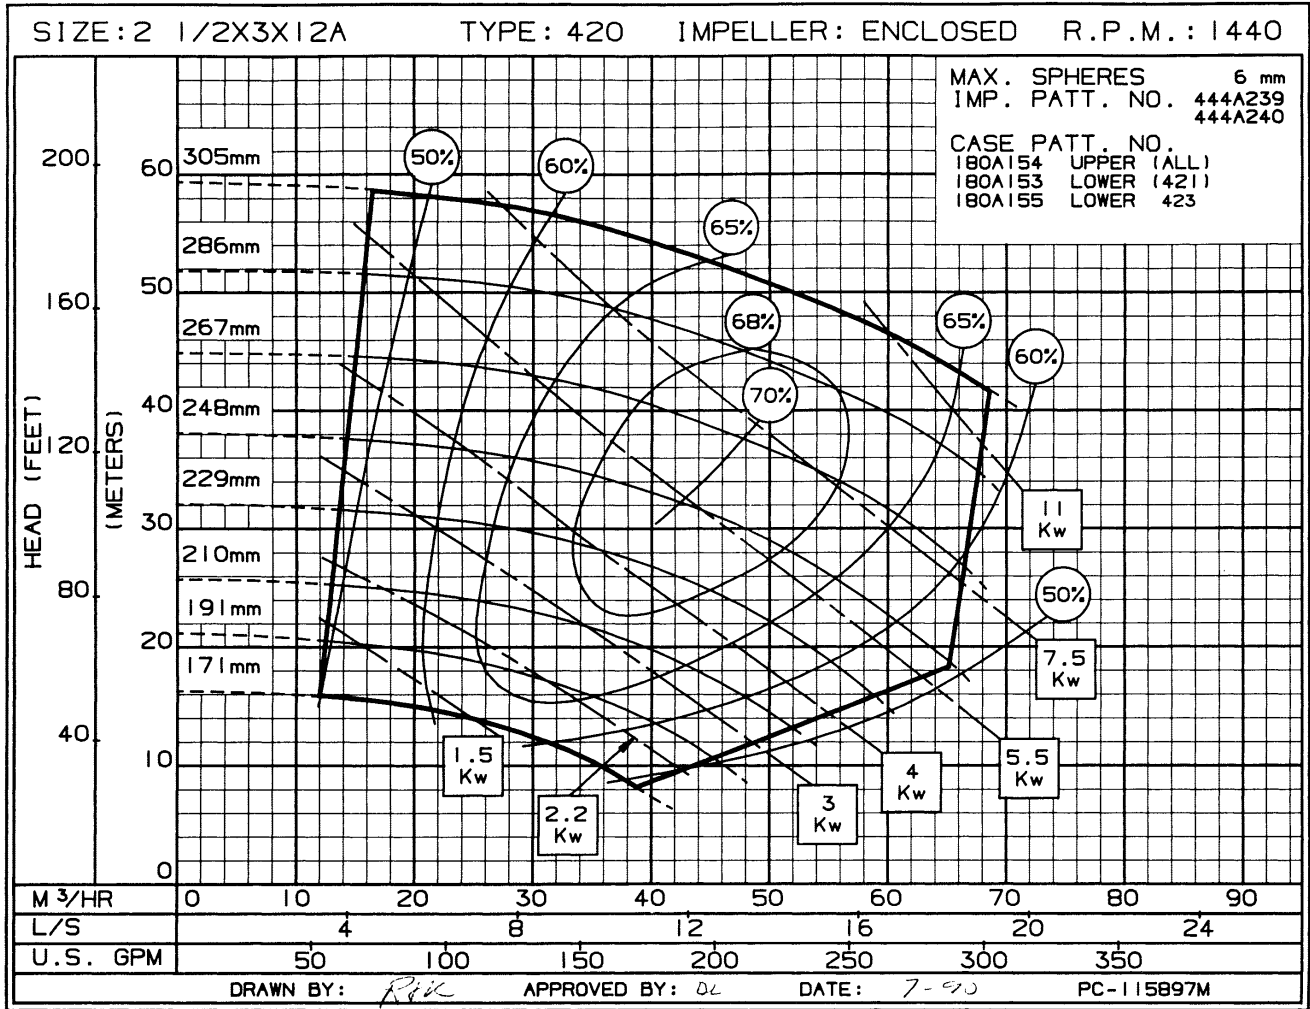 SIZE: 2 1/2X3X12A TYPE: 420 IMPELLER: ENCLOSED R.P.M.: 1440
MAX. SPHERES 6 mm
IMP. PATT. NO. 444A239
444A240
CASE PATT. NO.
180A154 UPPER (ALL)
180A153 LOWER (421)
180A155 LOWER 423
HEAD (FEET)
200
160
120
80
40
(METERS)
60
50
40
30
20
10
0
305mm
286mm
267mm
248mm
229mm
210mm
191mm
171mm
50%
60%
65%
68%
70%
65%
60%
50%
11 Kw
7.5 Kw
5.5 Kw
4 Kw
3 Kw
2.2 Kw
1.5 Kw
M³/HR 0 10 20 30 40 50 60 70 80 90
L/S 4 8 12 16 20 24
U.S. GPM 50 100 150 200 250 300 350
DRAWN BY: APPROVED BY: DL DATE: 7-90 PC-115897M